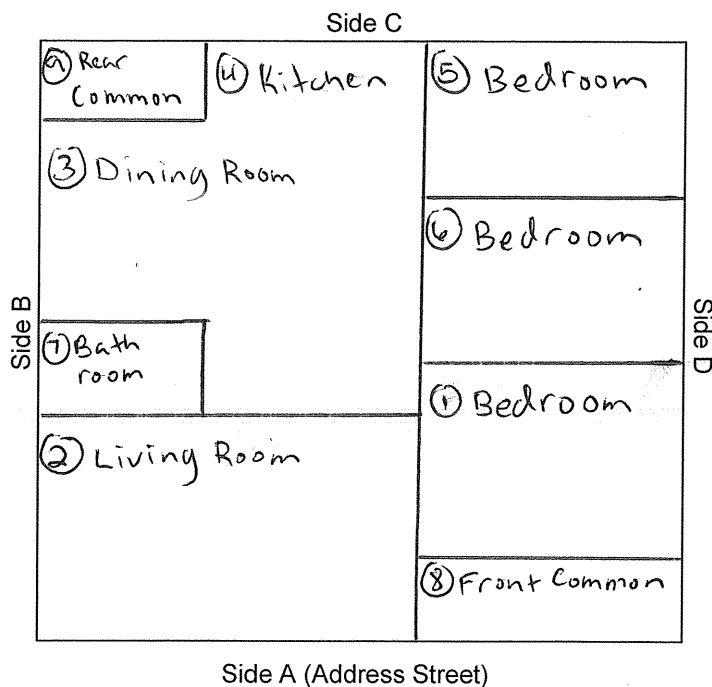 Side C
9 Rear
Common
4 Kitchen
5 Bedroom
3 Dining Room
6 Bedroom
Side B
Side D
7 Bath
room
1 Bedroom
2 Living Room
8 Front Common
Side A (Address Street)